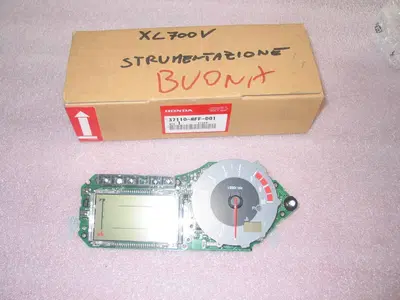 XL700V
STRUMENTAZIONE
BUONA
HONDA
37110-MFF-D01